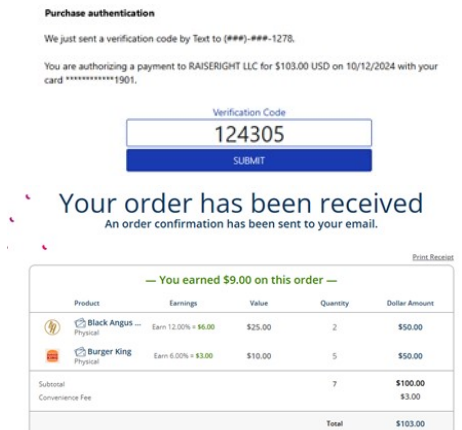 Purchase authentication
We just sent a verification code by Text to (###)-###-1278.
You are authorizing a payment to RAISERIGHT LLC for $103.00 USD on 10/12/2024 with your
card ************1901.
Verification Code
124305
SUBMIT
Your order has been received
An order confirmation has been sent to your email.
Print Receipt
— You earned $9.00 on this order —
Product Earnings Value Quantity Dollar Amount
Black Angus ... Earn 12.00% = $6.00 $25.00 2 $50.00
Physical
Burger King Earn 6.00% = $3.00 $10.00 5 $50.00
Physical
Subtotal 7 $100.00
Convenience Fee $3.00
Total $103.00